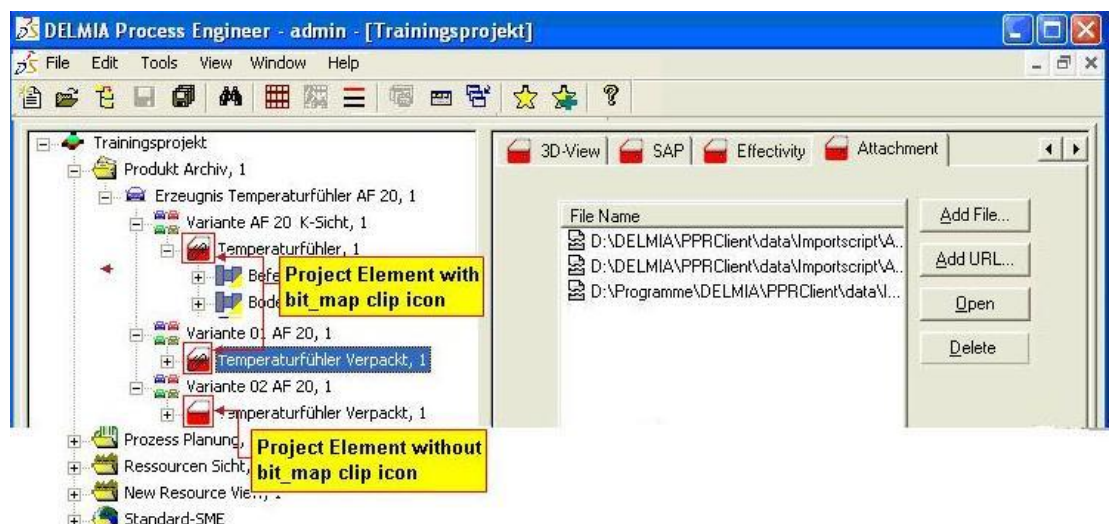 DELMIA Process Engineer - admin - [Trainingsprojekt]
File Edit Tools View Window Help
Trainingsprojekt
Produkt Archiv, 1
Erzeugnis Temperaturfühler AF 20, 1
Variante AF 20 K-Sicht, 1
Temperaturfühler, 1
Befe
Bode
Variante 01 AF 20, 1
Temperaturfühler Verpackt, 1
Variante 02 AF 20, 1
Temperaturfühler Verpackt, 1
Prozess Planung,
Ressourcen Sicht,
New Resource View, 1
Standard-SME
Project Element with
bit_map clip icon
Project Element without
bit_map clip icon
3D-View SAP Effectivity Attachment
File Name
D:\DELMIA\PPRClient\data\Importscript\A..
D:\DELMIA\PPRClient\data\Importscript\A..
D:\Programme\DELMIA\PPRClient\data\I...
Add File...
Add URL...
Open
Delete